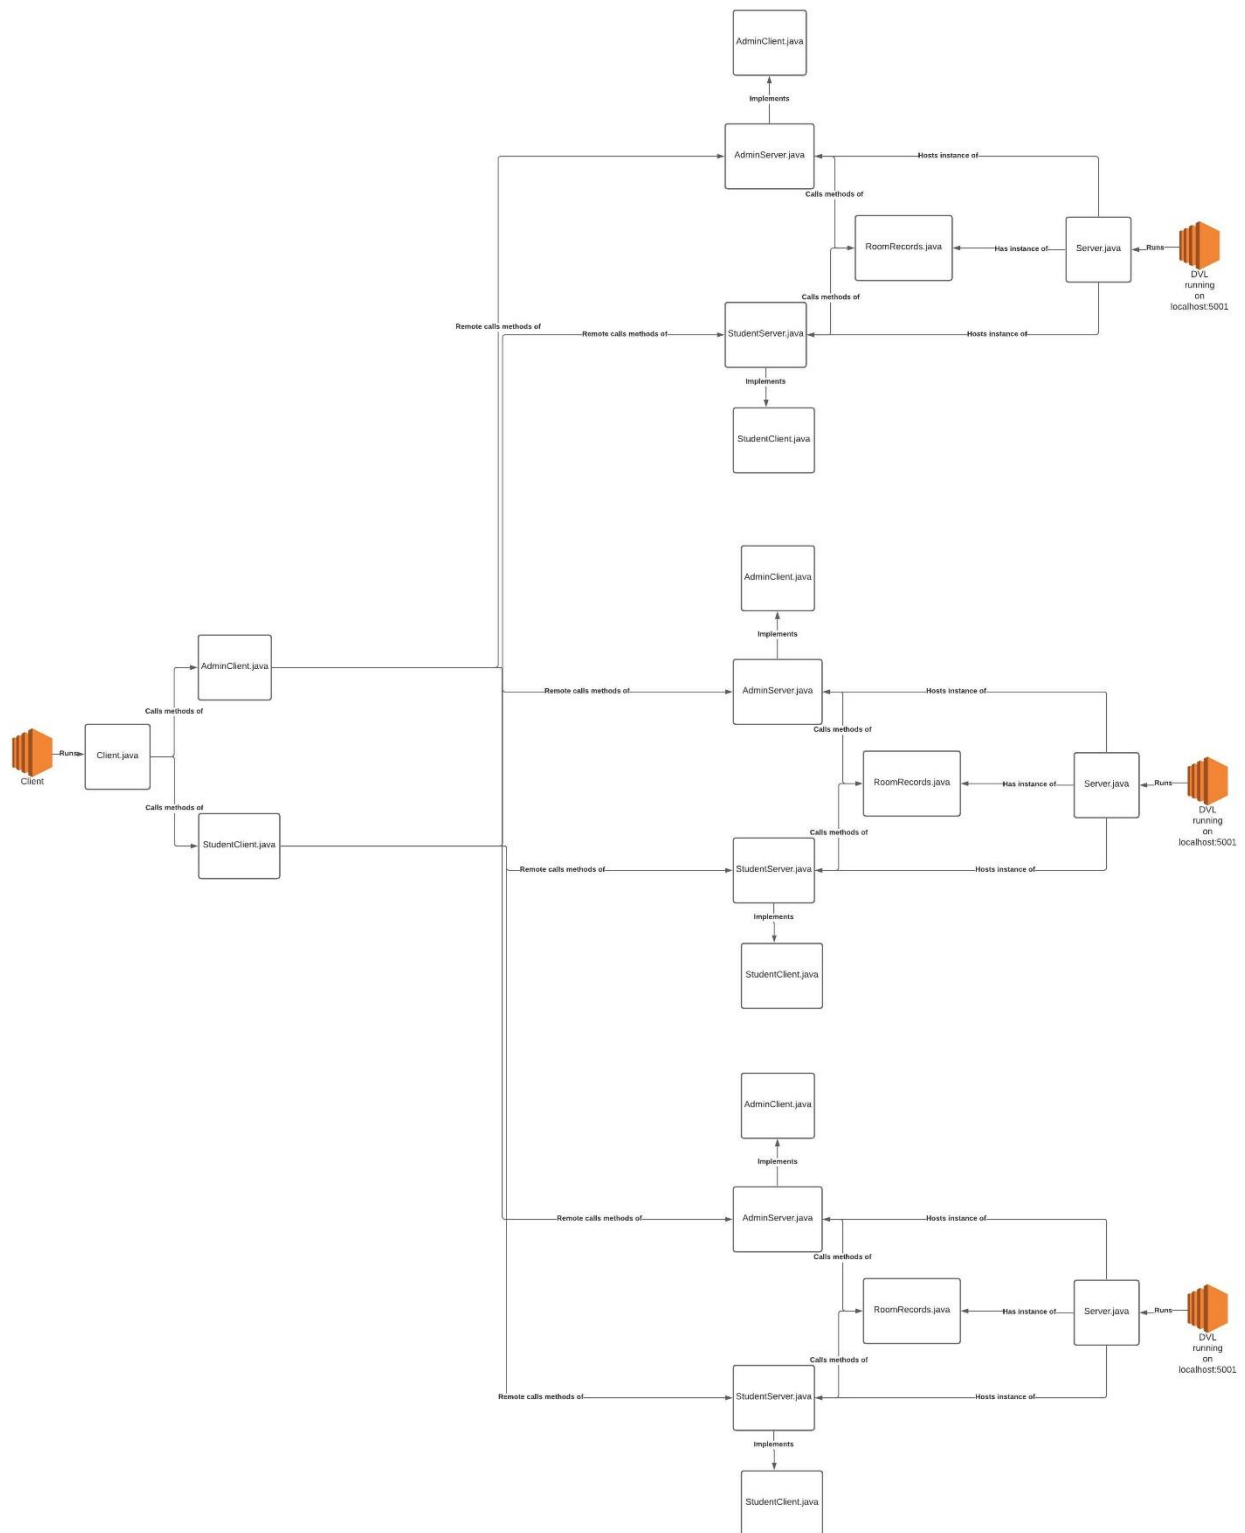 AdminClient.java
Implements
AdminServer.java
Hosts instance of
Calls methods of
RoomRecords.java
Has instance of
Server.java
Runs
DVL
running
on
localhost:5001
Calls methods of
Remote calls methods of
Remote calls methods of
StudentServer.java
Hosts instance of
Implements
StudentClient.java
AdminClient.java
Implements
AdminClient.java
Remote calls methods of
AdminServer.java
Hosts instance of
Calls methods of
Calls methods of
Client
Runs
Client.java
RoomRecords.java
Has instance of
Server.java
Runs
DVL
running
on
localhost:5001
Calls methods of
Calls methods of
StudentClient.java
Remote calls methods of
StudentServer.java
Hosts instance of
Implements
StudentClient.java
AdminClient.java
Implements
Remote calls methods of
AdminServer.java
Hosts instance of
Calls methods of
RoomRecords.java
Has instance of
Server.java
Runs
DVL
running
on
localhost:5001
Calls methods of
Remote calls methods of
StudentServer.java
Hosts instance of
Implements
StudentClient.java